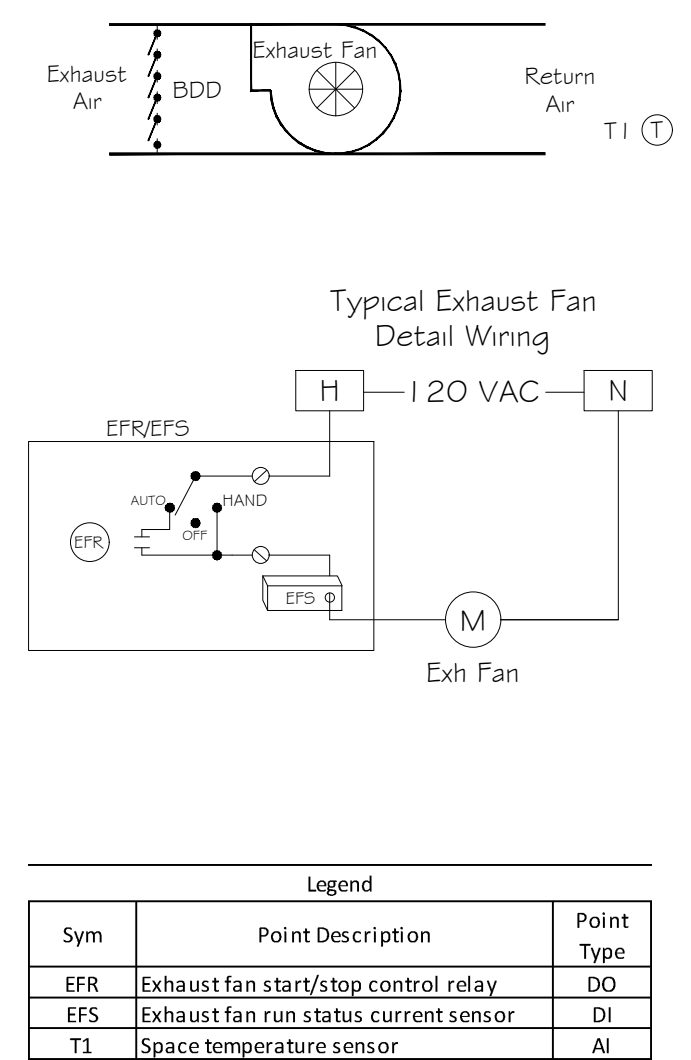 Exhaust Fan
Exhaust
Air
BDD
Return
Air
T1 T
Typical Exhaust Fan
Detail Wiring
H 120 VAC N
EFR/EFS
AUTO HAND
OFF
EFR
EFS
M
Exh Fan
Legend
Sym Point Description Point
Type
EFR Exhaust fan start/stop control relay DO
EFS Exhaust fan run status current sensor DI
T1 Space temperature sensor AI